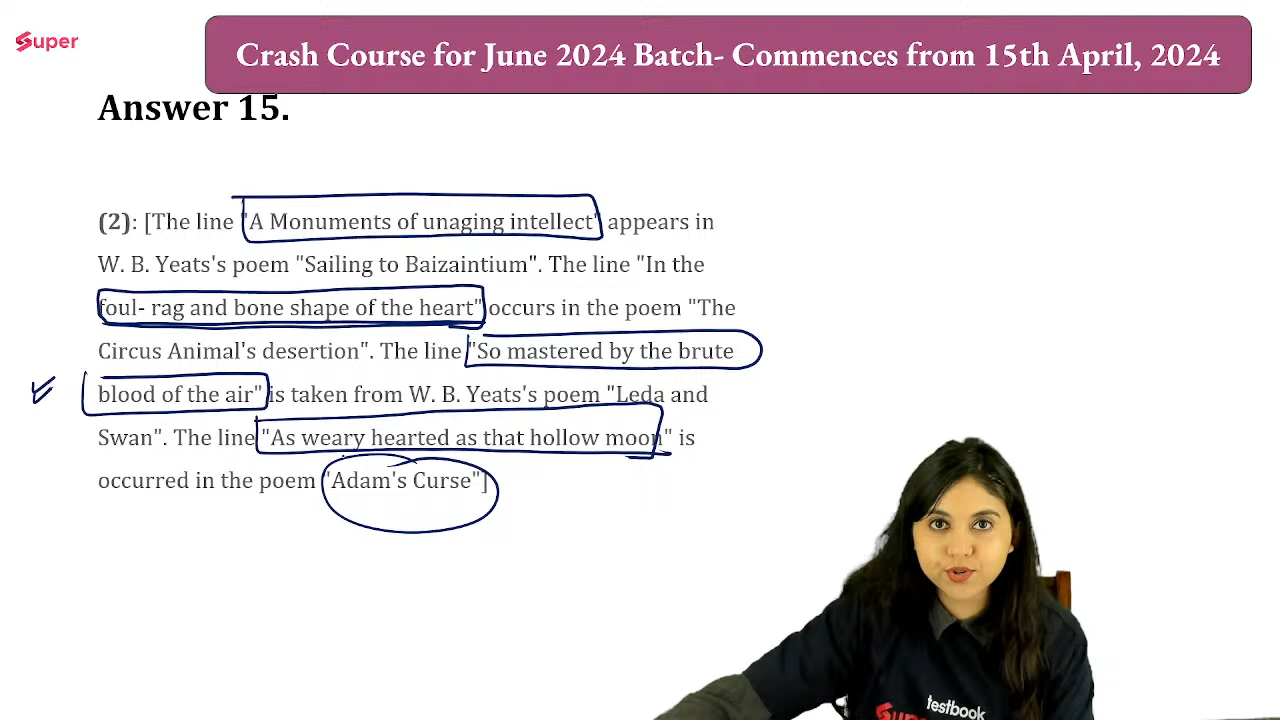 Super
Crash Course for June 2024 Batch- Commences from 15th April, 2024
Answer 15.
(2): [The line "A Monuments of unaging intellect" appears in
W. B. Yeats's poem "Sailing to Baizaintium". The line "In the
foul- rag and bone shape of the heart" occurs in the poem "The
Circus Animal's desertion". The line "So mastered by the brute
blood of the air" is taken from W. B. Yeats's poem "Leda and
Swan". The line "As weary hearted as that hollow moon" is
occurred in the poem "Adam's Curse"]
testbook
Super